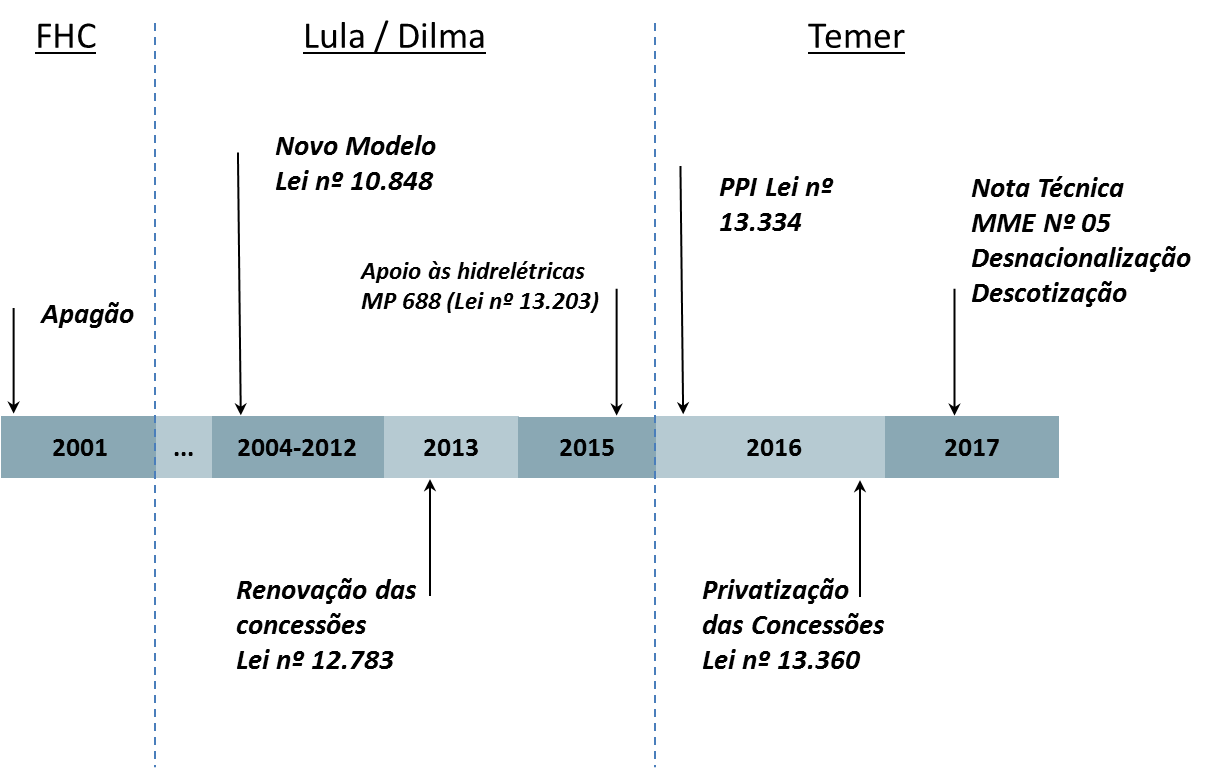 FHC
Lula / Dilma
Temer
Novo Modelo
Lei nº 10.848
PPI Lei nº
13.334
Nota Técnica
MME Nº 05
Desnacionalização
Descotização
Apoio às hidrelétricas
MP 688 (Lei nº 13.203)
Apagão
2001
...
2004-2012
2013
2015
2016
2017
Renovação das
concessões
Lei nº 12.783
Privatização
das Concessões
Lei nº 13.360